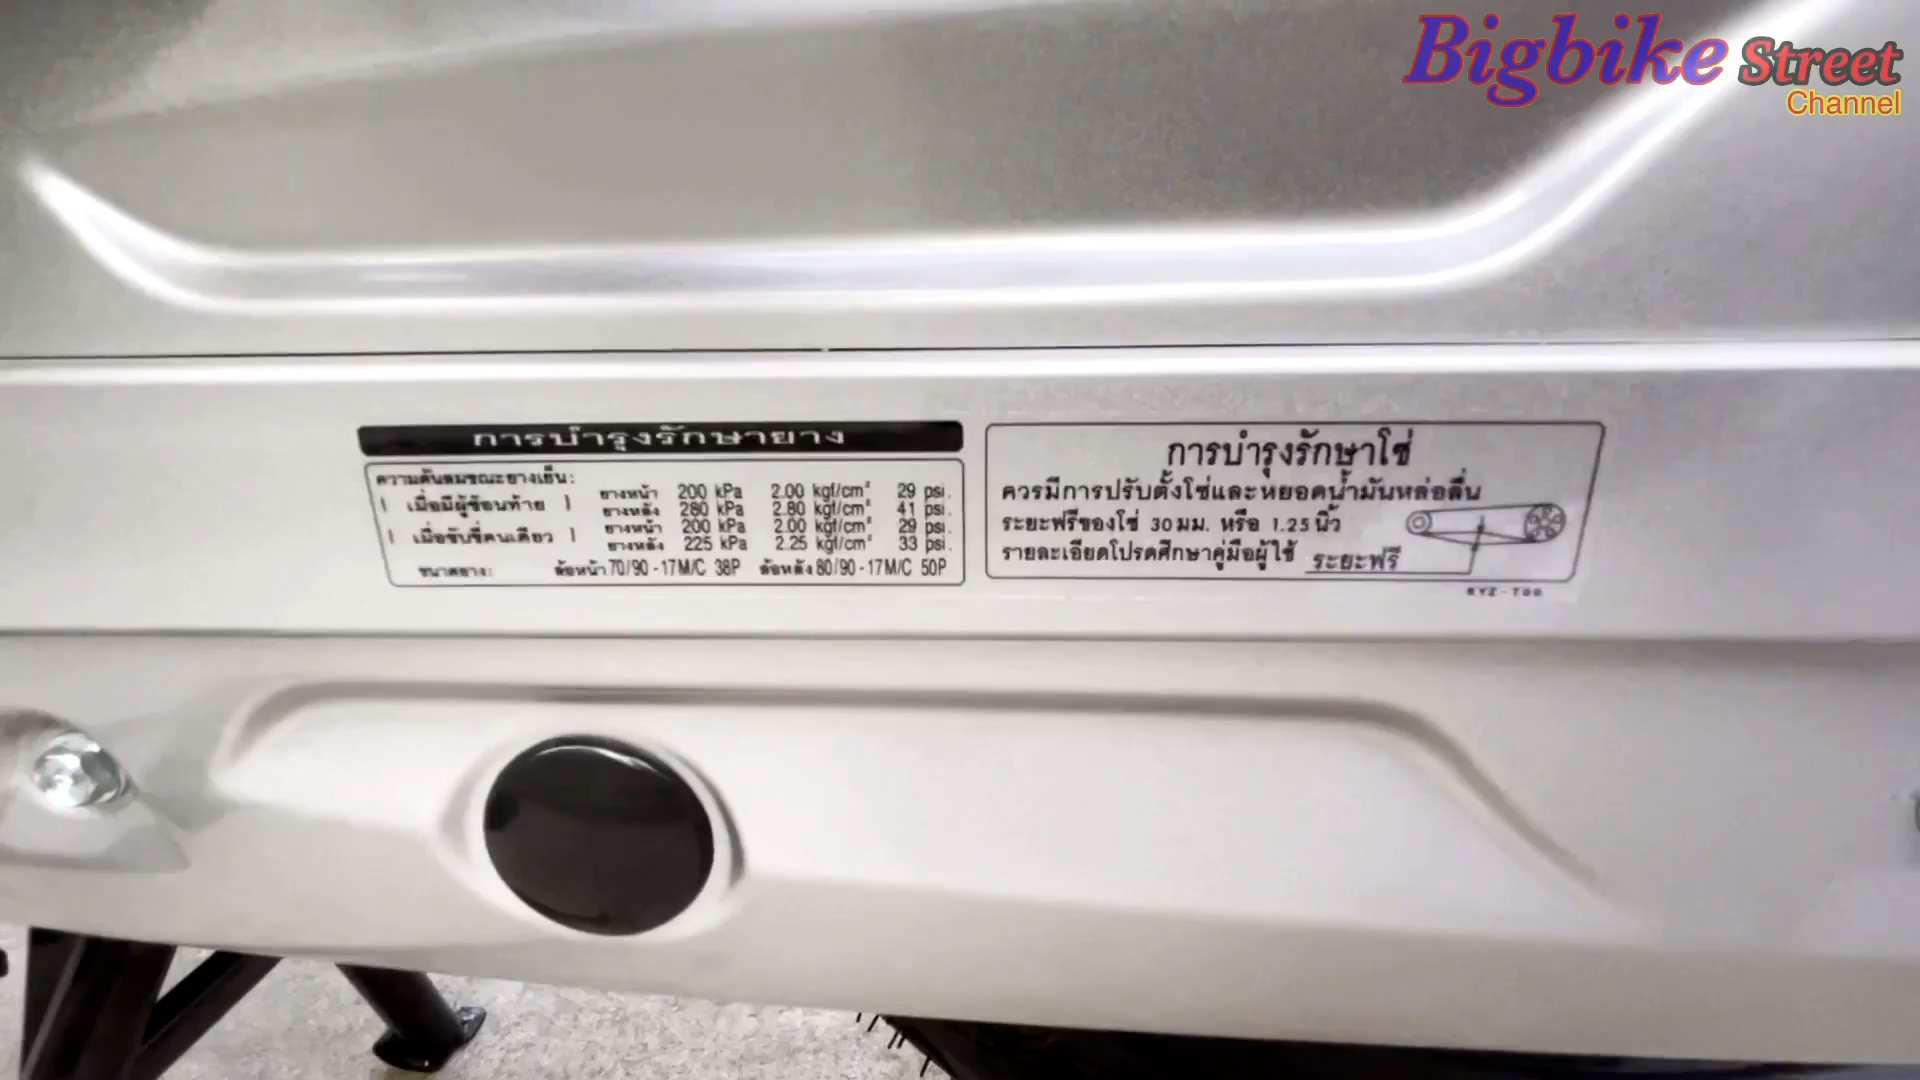 Bigbike Street
Channel
การบำรุงรักษายาง
ความดันลมขณะยางเย็น:
เมื่อมีผู้ซ้อนท้าย
ยางหน้า 200 kPa 2.00 kgf/cm² 29 psi.
ยางหลัง 280 kPa 2.80 kgf/cm² 41 psi.
เมื่อขับขี่คนเดียว
ยางหน้า 200 kPa 2.00 kgf/cm² 29 psi.
ยางหลัง 225 kPa 2.25 kgf/cm² 33 psi.
ขนาดยาง: ล้อหน้า 70/90 - 17M/C 38P ล้อหลัง 80/90 - 17M/C 50P
การบำรุงรักษาโซ่
ควรมีการปรับตั้งโซ่และหยอดน้ำมันหล่อลื่น
ระยะฟรีของโซ่ 30 มม. หรือ 1.25 นิ้ว
รายละเอียดโปรดศึกษาคู่มือผู้ใช้
ระยะฟรี
KYZ - T00